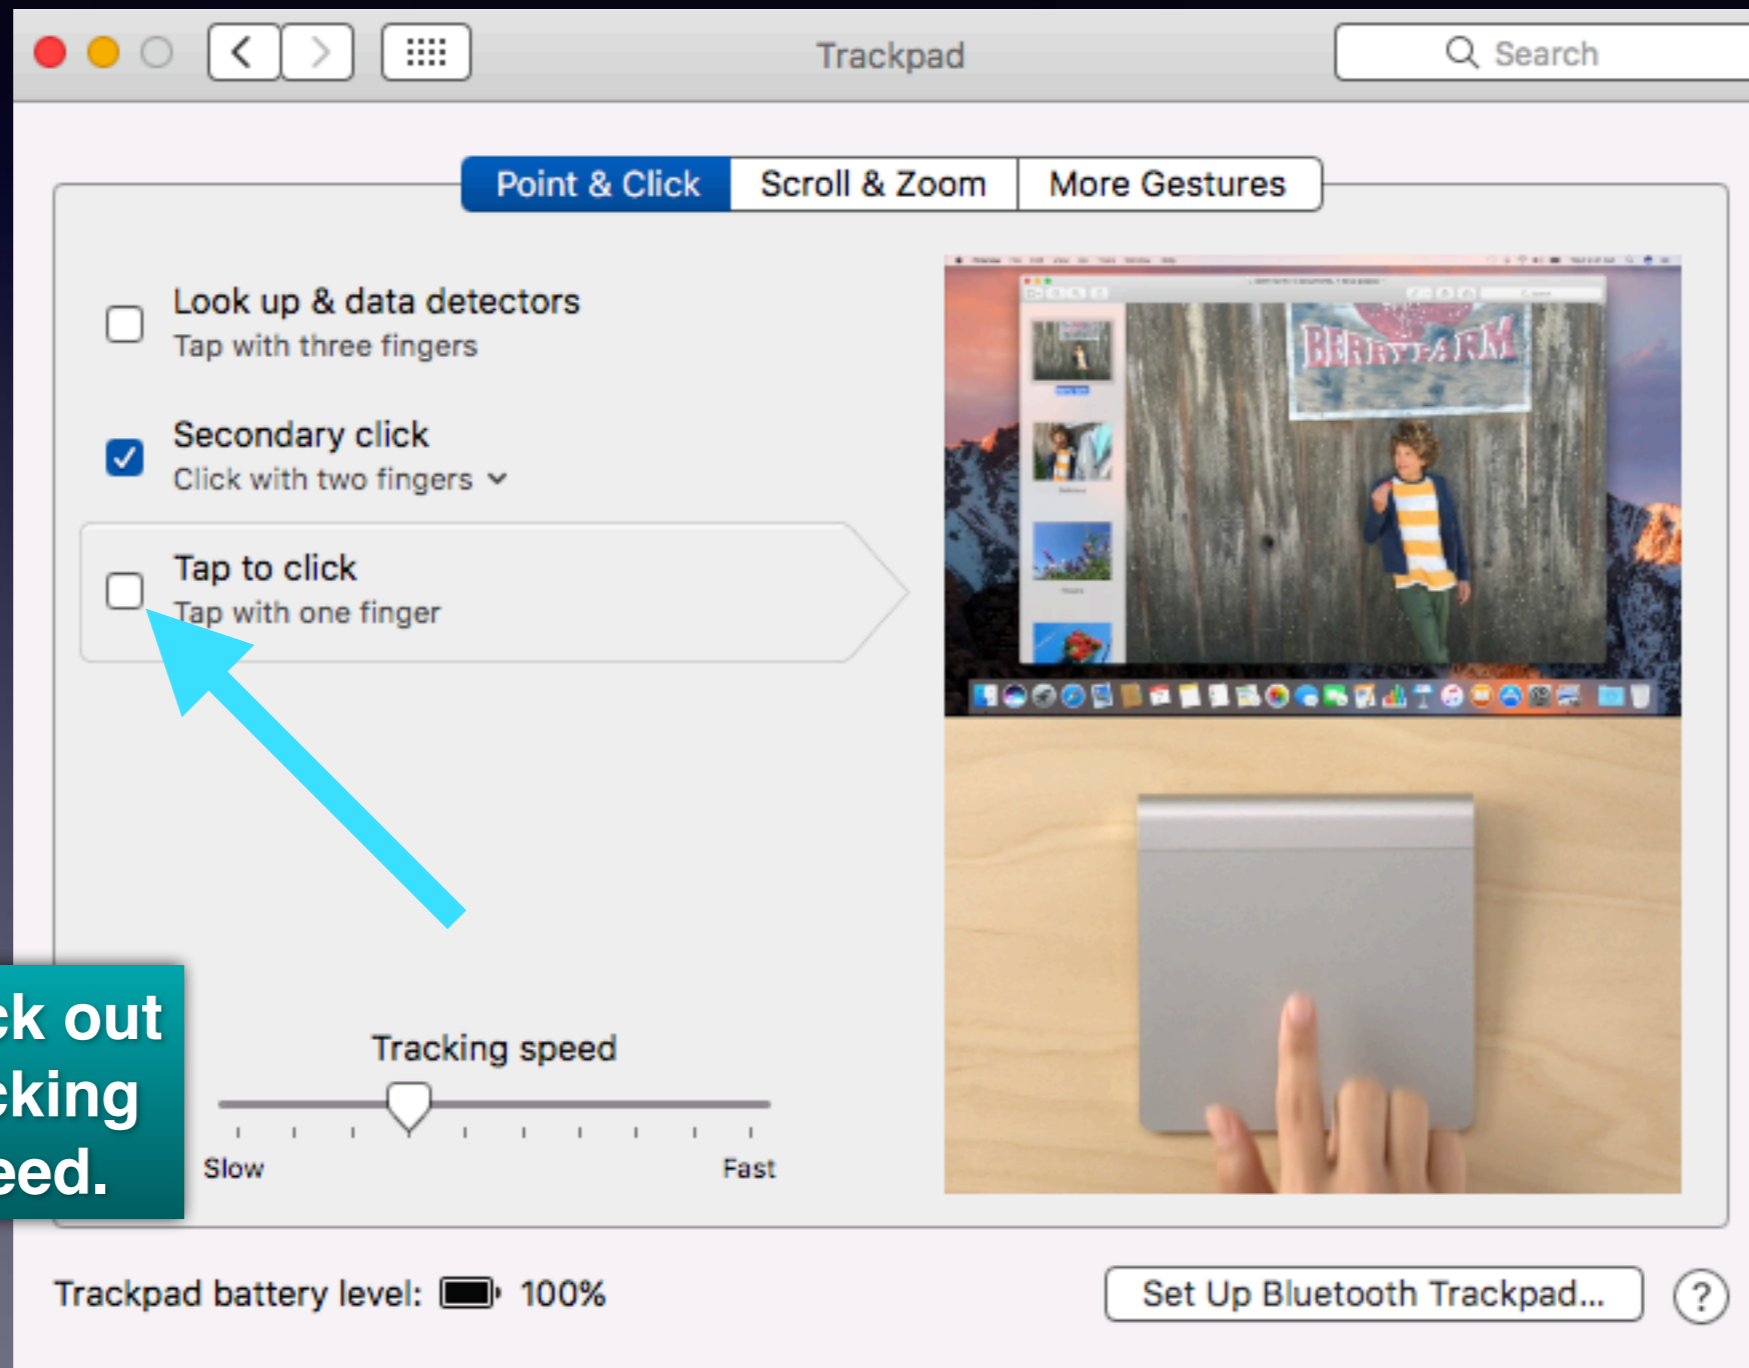 Trackpad
Search
Point & Click
Scroll & Zoom
More Gestures
Look up & data detectors
Tap with three fingers
Secondary click
Click with two fingers
Tap to click
Tap with one finger
BERRY FARM
ck out
cking
eed.
Tracking speed
Slow
Fast
Trackpad battery level: 100%
Set Up Bluetooth Trackpad...
?